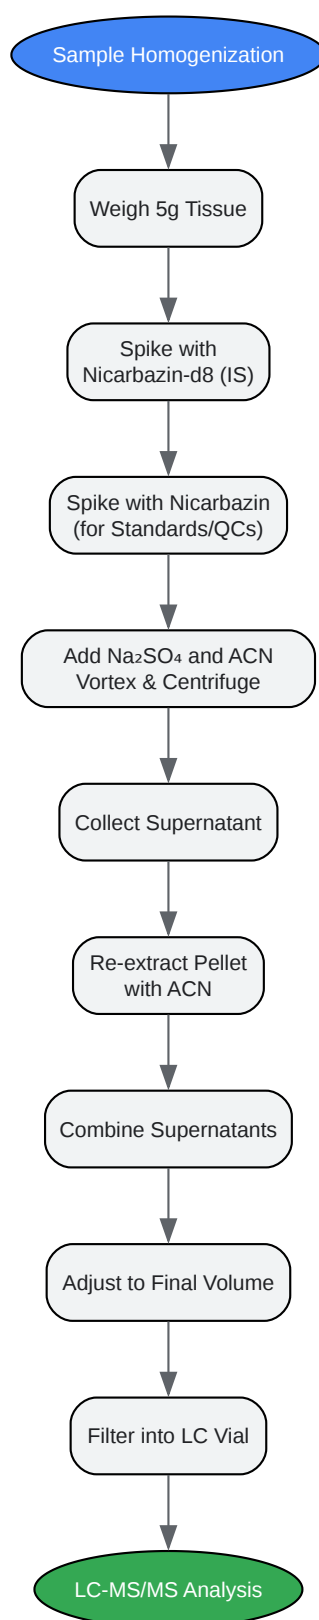 Sample Homogenization
Weigh 5g Tissue
Spike with
Nicarbazin-d8 (IS)
Spike with Nicarbazin
(for Standards/QCs)
Add Na₂SO₄ and ACN
Vortex & Centrifuge
Collect Supernatant
Re-extract Pellet
with ACN
Combine Supernatants
Adjust to Final Volume
Filter into LC Vial
LC-MS/MS Analysis